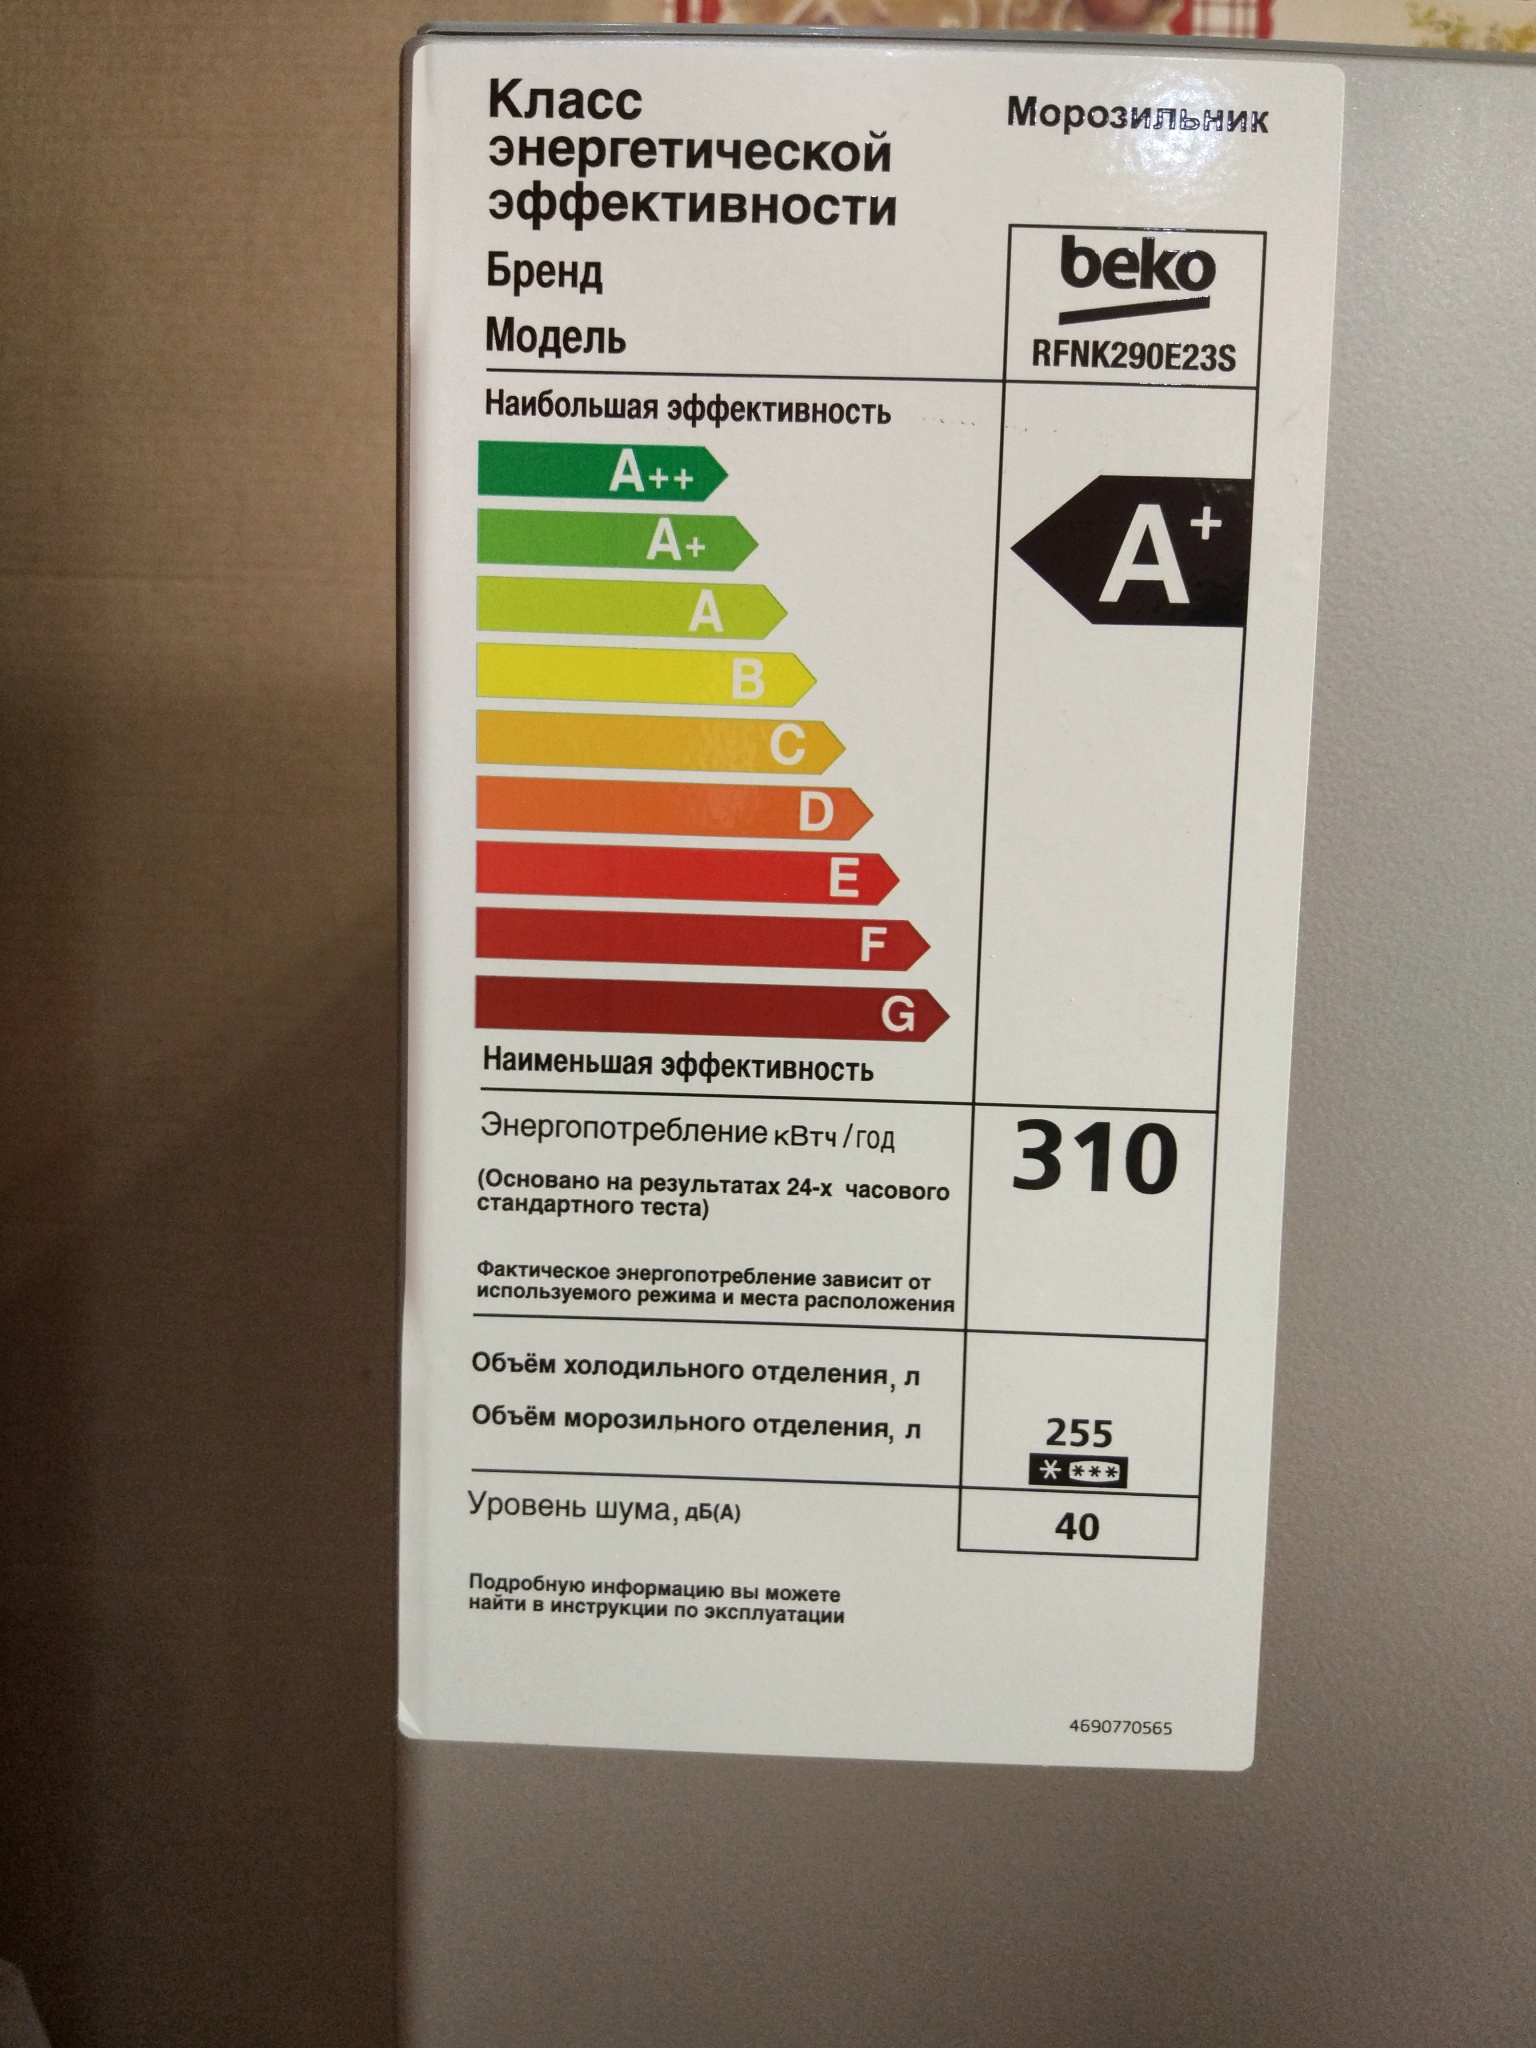 Класс
энергетической
эффективности
Морозильник
Бренд
beko
Модель
RFNK290E23S
Наибольшая эффективность
A++
A+
A
B
C
D
E
F
G
A+
Наименьшая эффективность
Энергопотребление кВтч/год
310
(Основано на результатах 24-х часового
стандартного теста)
Фактическое энергопотребление зависит от
используемого режима и места расположения
Объём холодильного отделения, л
Объём морозильного отделения, л
255
* ***
Уровень шума, дБ(А)
40
Подробную информацию вы можете
найти в инструкции по эксплуатации
4690770565